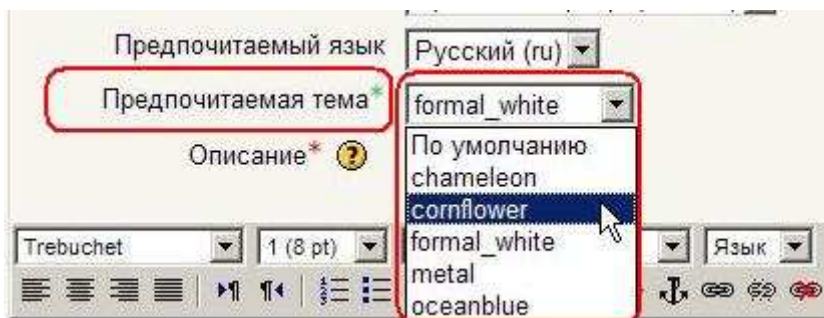 Предпочитаемый язык Русский (ru)
Предпочитаемая тема* formal_white
Описание* ?
По умолчанию
chameleon
cornflower
formal_white
metal
oceanblue
Trebuchet 1 (8 pt) Язык